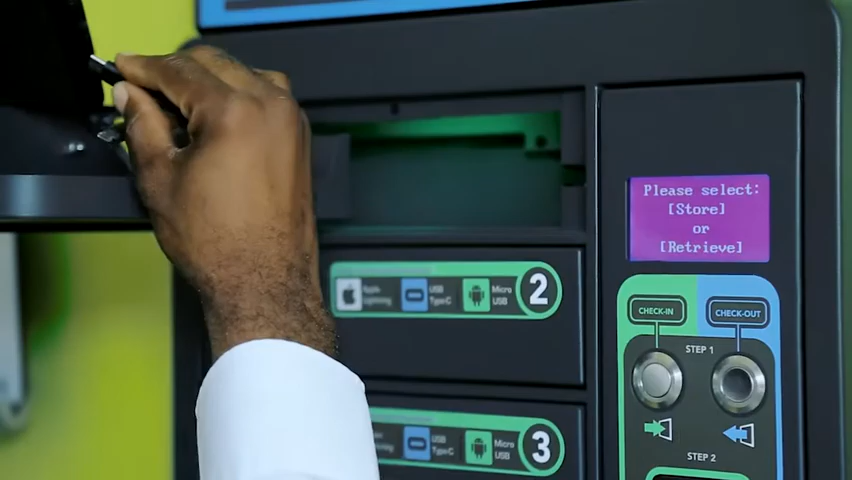 Please select:
[Store]
or
[Retrieve]
Apple
Lightning
USB
Type C
Micro
USB
2
CHECK-IN
CHECK-OUT
STEP 1
USB
Type C
Micro
USB
3
STEP 2